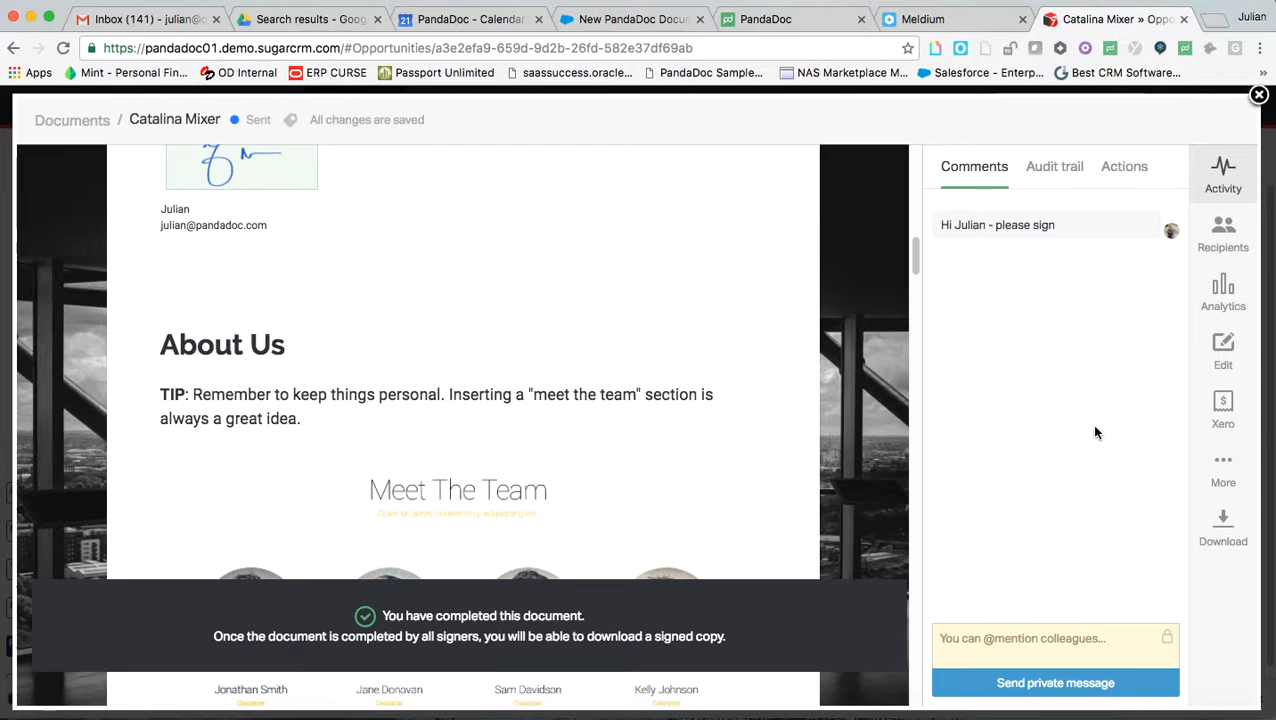 Inbox (141) - julian@
Search results - goog
PandaDoc - Calendar
New PandaDoc Docum
PandaDoc
Meldium
Catalina Mixer » Oppo
Julian
https://pandadoc01.demo.sugarcrm.com/#Opportunities/a3e2efa9-659d-9d2b-26fd-582e37df69ab
Apps
Mint - Personal Fin...
OD Internal
ERP CURSE
Passport Unlimited
saassuccess.oracle...
PandaDoc Sample...
NAS Marketplace M...
Salesforce - Enterp...
Best CRM Software...
»
Documents / Catalina Mixer Sent All changes are saved
Julian
julian@pandadoc.com
About Us
TIP: Remember to keep things personal. Inserting a "meet the team" section is
always a great idea.
Meet The Team
You have completed this document.
Once the document is completed by all signers, you will be able to download a signed copy.
Jonathan Smith
Jane Donovan
Sam Davidson
Kelly Johnson
Comments
Audit trail
Actions
Hi Julian - please sign
You can @mention colleagues...
Send private message
Activity
Recipients
Analytics
Edit
Xero
More
Download